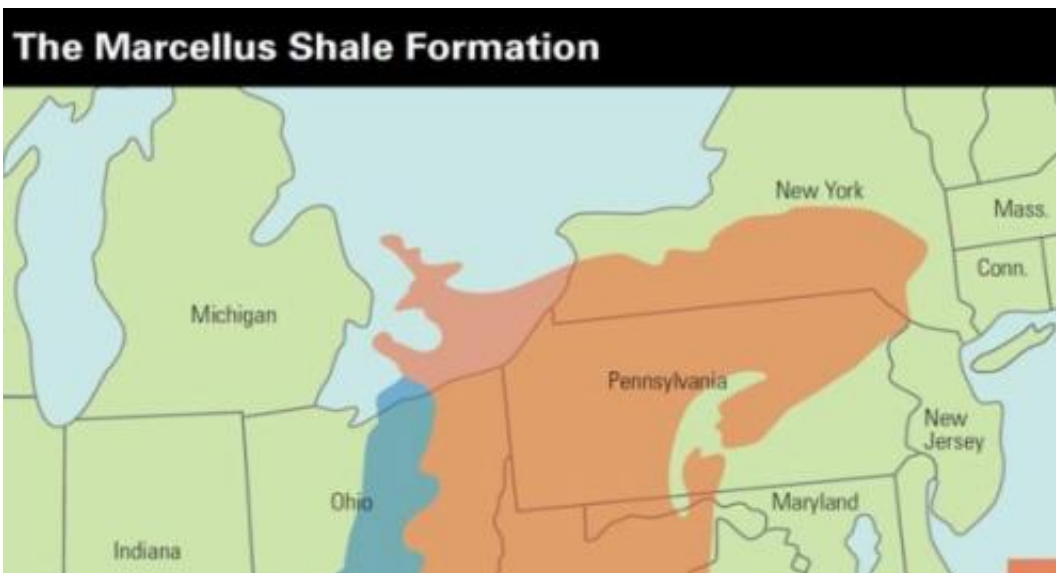 The Marcellus Shale Formation
New York
Mass.
Conn.
Michigan
Pennsylvania
New
Jersey
Ohio
Maryland
Indiana